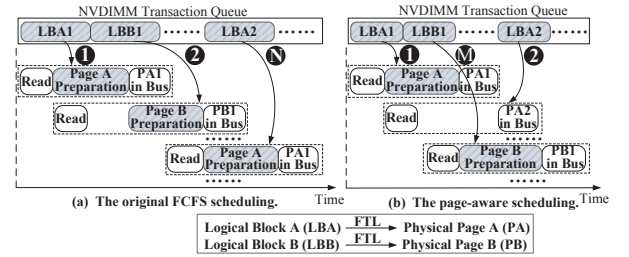 NVDIMM Transaction Queue
LBA1 LBB1 ...... LBA2 ......
1 2 N
Read Page A Preparation PA1 in Bus
Read Page B Preparation PB1 in Bus
......
Read Page A Preparation PA1 in Bus
......
Time
(a) The original FCFS scheduling.
NVDIMM Transaction Queue
LBA1 LBB1 ...... LBA2 ......
1 M 2
Read Page A Preparation PA1 in Bus
Read PA2 in Bus
......
Read Page B Preparation PB1 in Bus
......
(b) The page-aware scheduling. Time
Logical Block A (LBA) FTL Physical Page A (PA)
Logical Block B (LBB) FTL Physical Page B (PB)